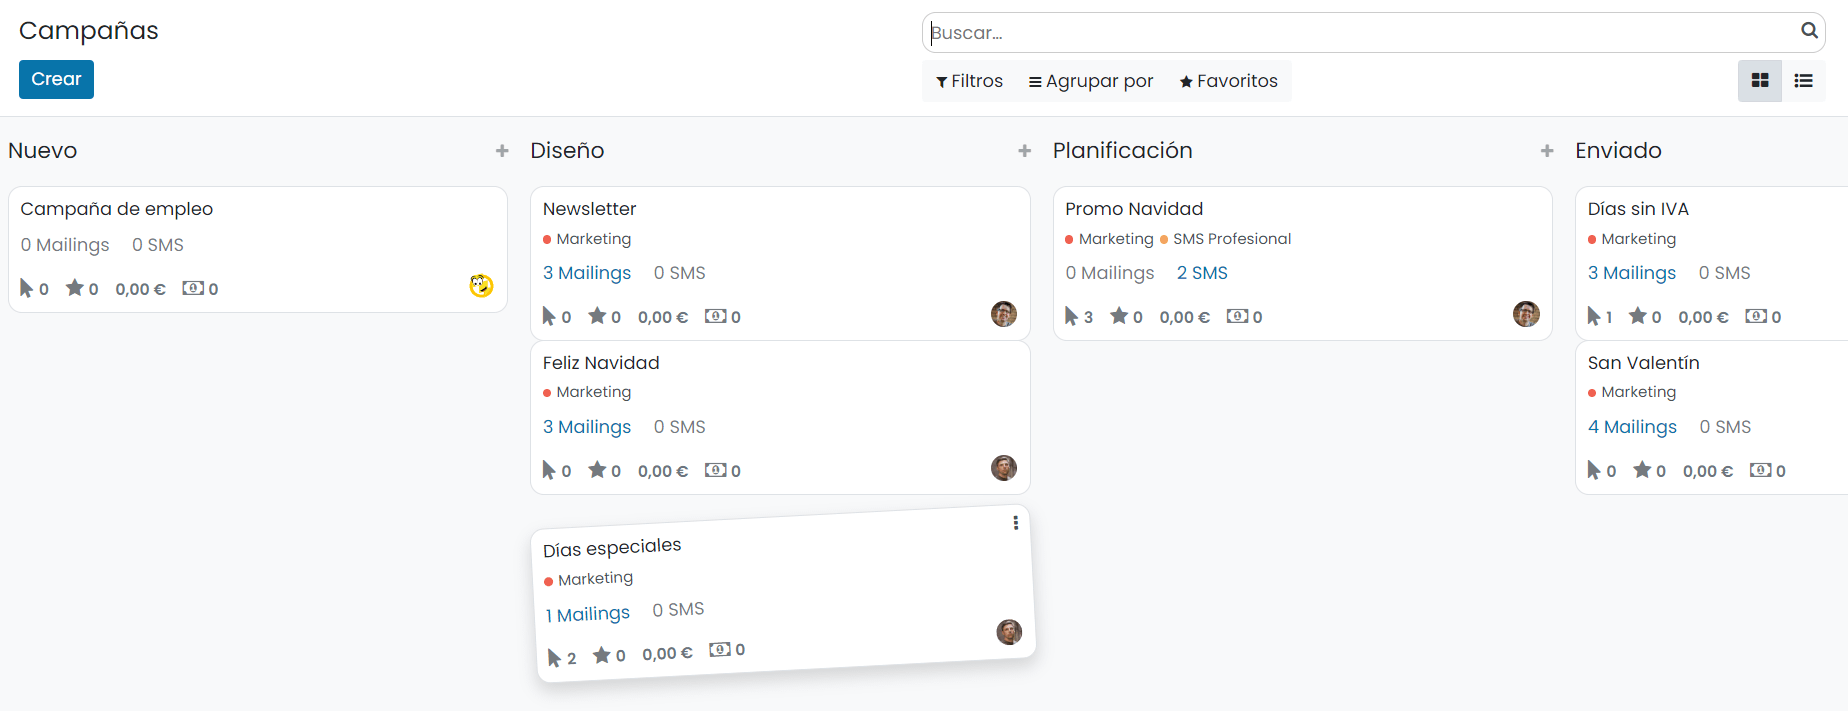 Campañas
Buscar...
Crear
Filtros Agrupar por Favoritos
Nuevo
Campaña de empleo
0 Mailings 0 SMS
0 0 0,00 € 0
Diseño
Newsletter
Marketing
3 Mailings 0 SMS
0 0 0,00 € 0
Feliz Navidad
Marketing
3 Mailings 0 SMS
0 0 0,00 € 0
Días especiales
Marketing
1 Mailings 0 SMS
2 0 0,00 € 0
Planificación
Promo Navidad
Marketing SMS Profesional
0 Mailings 2 SMS
3 0 0,00 € 0
Enviado
Días sin IVA
Marketing
3 Mailings 0 SMS
1 0 0,00 € 0
San Valentín
Marketing
4 Mailings 0 SMS
0 0 0,00 € 0